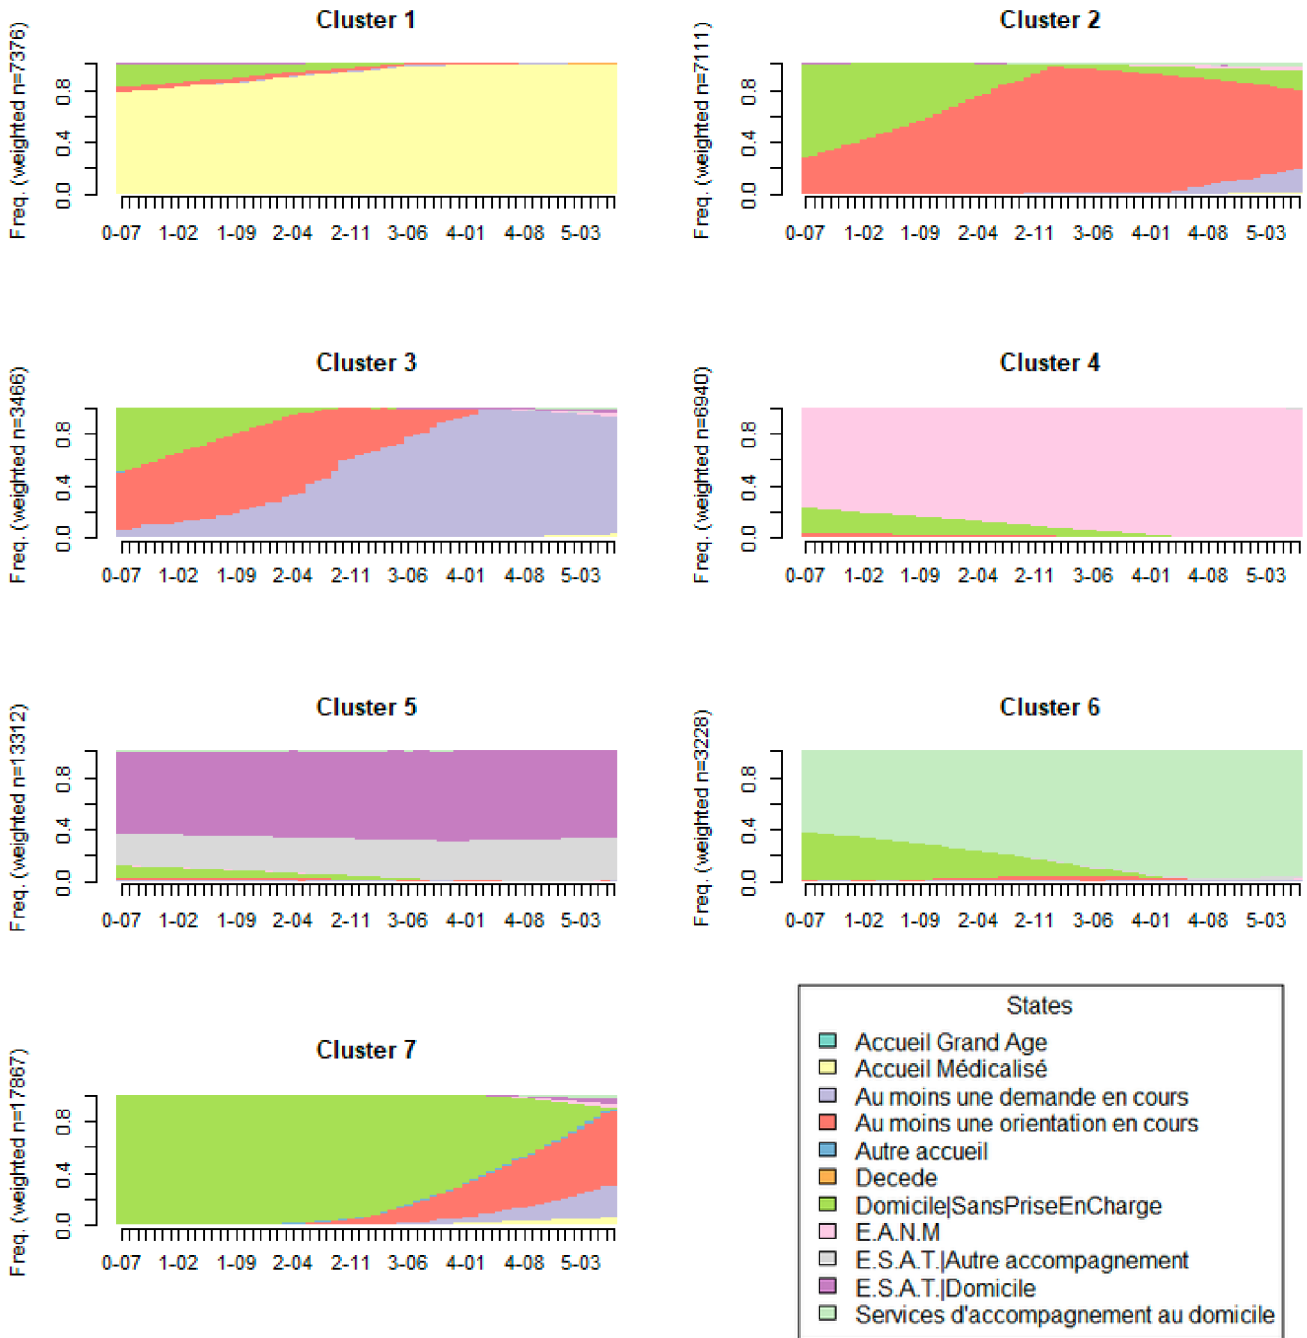 Cluster 1
Freq. (weighted n=7376)
0.0 0.4 0.8
0-07 1-02 1-09 2-04 2-11 3-06 4-01 4-08 5-03
Cluster 2
Freq. (weighted n=7111)
0.0 0.4 0.8
0-07 1-02 1-09 2-04 2-11 3-06 4-01 4-08 5-03
Cluster 3
Freq. (weighted n=3466)
0.0 0.4 0.8
0-07 1-02 1-09 2-04 2-11 3-06 4-01 4-08 5-03
Cluster 4
Freq. (weighted n=6940)
0.0 0.4 0.8
0-07 1-02 1-09 2-04 2-11 3-06 4-01 4-08 5-03
Cluster 5
Freq. (weighted n=13312)
0.0 0.4 0.8
0-07 1-02 1-09 2-04 2-11 3-06 4-01 4-08 5-03
Cluster 6
Freq. (weighted n=3228)
0.0 0.4 0.8
0-07 1-02 1-09 2-04 2-11 3-06 4-01 4-08 5-03
Cluster 7
Freq. (weighted n=17867)
0.0 0.4 0.8
0-07 1-02 1-09 2-04 2-11 3-06 4-01 4-08 5-03
States
Accueil Grand Age
Accueil Médicalisé
Au moins une demande en cours
Au moins une orientation en cours
Autre accueil
Decede
Domicile|SansPriseEnCharge
E.A.N.M
E.S.A.T.|Autre accompagnement
E.S.A.T.|Domicile
Services d'accompagnement au domicile